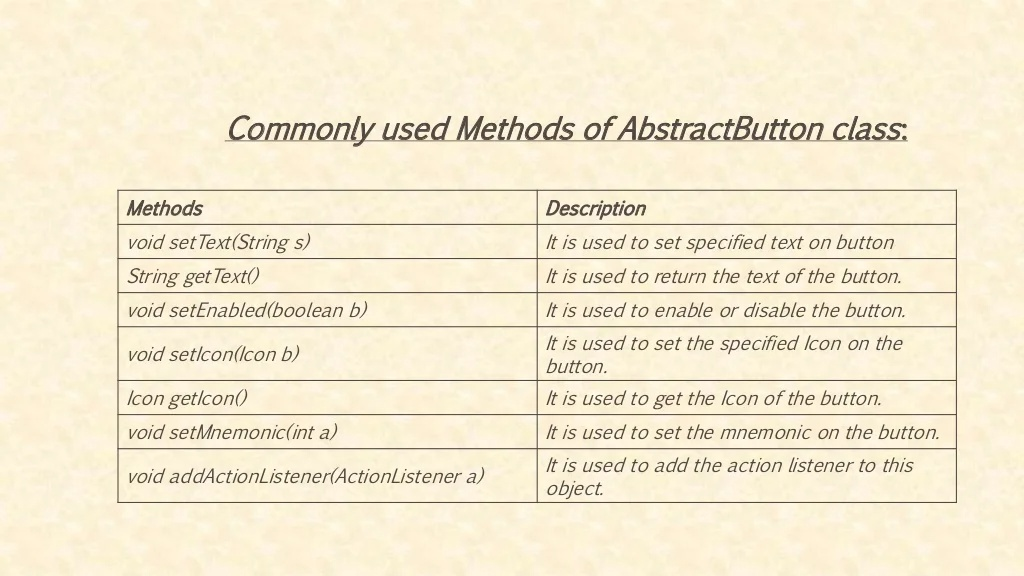 Commonly used Methods of AbstractButton class:
Methods
Description
void setText(String s)
It is used to set specified text on button
String getText()
It is used to return the text of the button.
void setEnabled(boolean b)
It is used to enable or disable the button.
void setIcon(Icon b)
It is used to set the specified Icon on the
button.
Icon getIcon()
It is used to get the Icon of the button.
void setMnemonic(int a)
It is used to set the mnemonic on the button.
void addActionListener(ActionListener a)
It is used to add the action listener to this
object.